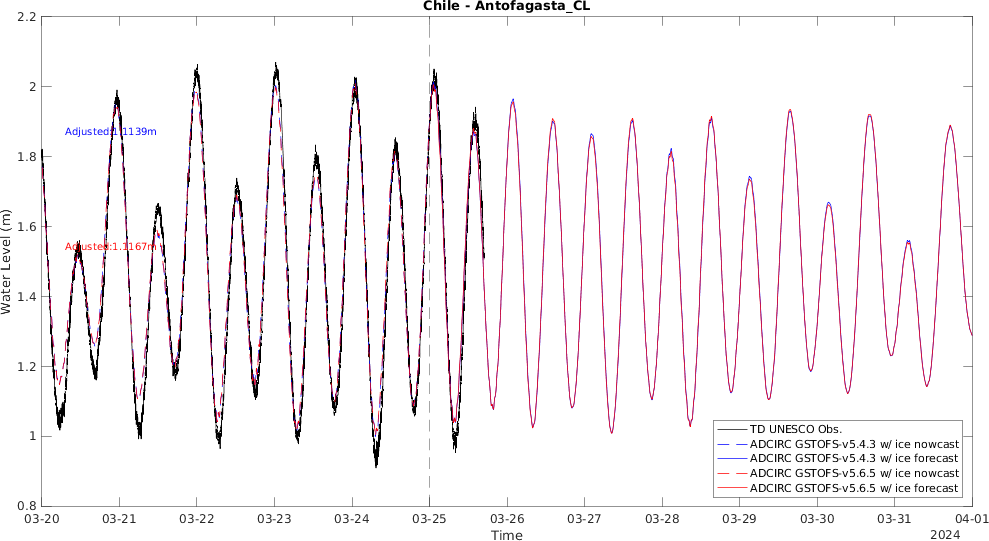 Chile - Antofagasta_CL
2.2
2
1.8
1.6
1.4
1.2
1
0.8
Water Level (m)
Adjusted:1.1139m
Adjusted:1.1167m
TD UNESCO Obs.
ADCIRC GSTOFS-v5.4.3 w/ ice nowcast
ADCIRC GSTOFS-v5.4.3 w/ ice forecast
ADCIRC GSTOFS-v5.6.5 w/ ice nowcast
ADCIRC GSTOFS-v5.6.5 w/ ice forecast
03-20 03-21 03-22 03-23 03-24 03-25 03-26 03-27 03-28 03-29 03-30 03-31 04-01
Time
2024